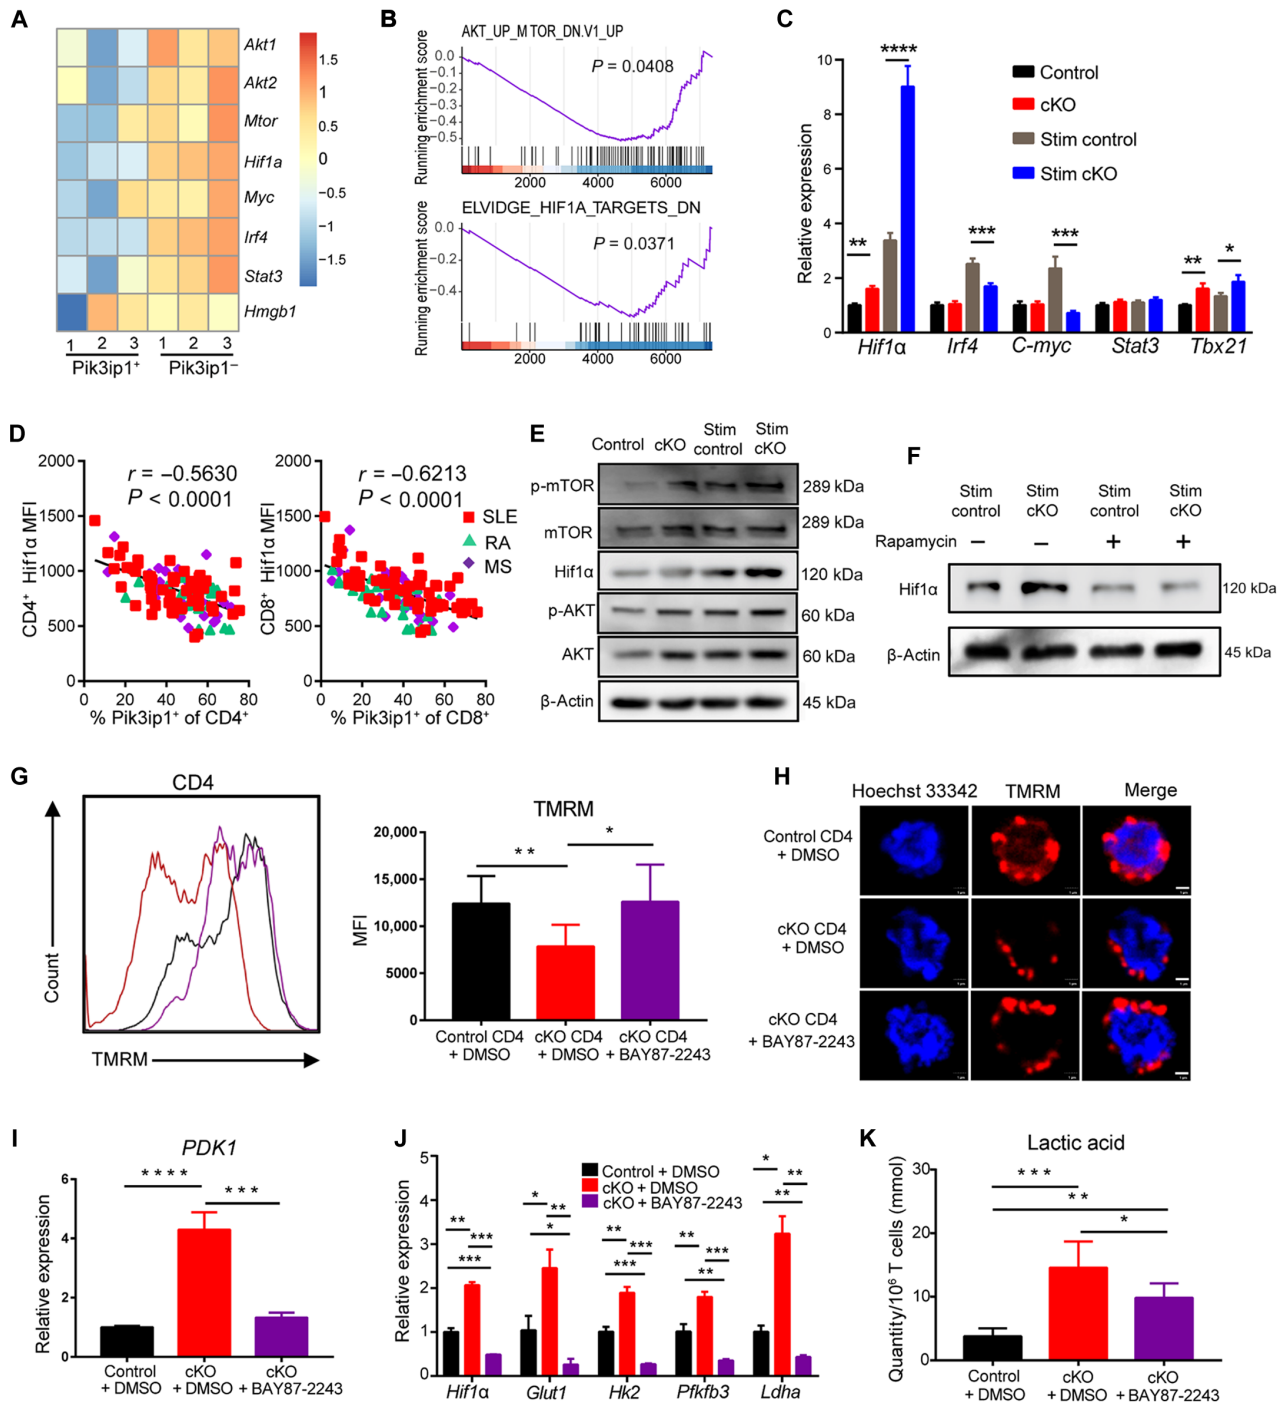 A
Akt1
Akt2
Mtor
Hif1a
Myc
Irf4
Stat3
Hmgb1
1.5
1
0.5
0
−0.5
−1
−1.5
1 2 3 1 2 3
Pik3ip1⁺ Pik3ip1⁻
B
AKT_UP_MTOR_DN.V1_UP
P = 0.0408
Running enrichment score
0.0
−0.1
−0.2
−0.3
−0.4
−0.5
2000 4000 6000
ELVIDGE_HIF1A_TARGETS_DN
P = 0.0371
Running enrichment score
0.0
−0.2
−0.4
2000 4000 6000
C
Relative expression
10
8
6
4
2
0
** **** *** *** ** *
Control
cKO
Stim control
Stim cKO
Hif1α Irf4 C-myc Stat3 Tbx21
D
CD4⁺ Hif1α MFI
2000
1500
1000
500
0
r = −0.5630
P < 0.0001
0 20 40 60 80
% Pik3ip1⁺ of CD4⁺
CD8⁺ Hif1α MFI
2000
1500
1000
500
0
r = −0.6213
P < 0.0001
SLE
RA
MS
0 20 40 60 80
% Pik3ip1⁺ of CD8⁺
E
Control cKO Stim control Stim cKO
p-mTOR 289 kDa
mTOR 289 kDa
Hif1α 120 kDa
p-AKT 60 kDa
AKT 60 kDa
β-Actin 45 kDa
F
Stim control Stim cKO Stim control Stim cKO
Rapamycin − − + +
Hif1α 120 kDa
β-Actin 45 kDa
G
CD4
Count
TMRM
TMRM
MFI
20,000
15,000
10,000
5000
0
** *
Control CD4 + DMSO
cKO CD4 + DMSO
cKO CD4 + BAY87-2243
H
Hoechst 33342 TMRM Merge
Control CD4 + DMSO
cKO CD4 + DMSO
cKO CD4 + BAY87-2243
I
PDK1
Relative expression
6
4
2
0
**** ***
Control + DMSO
cKO + DMSO
cKO + BAY87-2243
J
Relative expression
5
4
3
2
1
0
Control + DMSO
cKO + DMSO
cKO + BAY87-2243
** *** ***
* ** *
** *** ***
** *** **
* ** **
Hif1α Glut1 Hk2 Pfkfb3 Ldha
K
Lactic acid
Quantity/10⁶ T cells (mmol)
30
20
10
0
***
**
*
Control + DMSO
cKO + DMSO
cKO + BAY87-2243